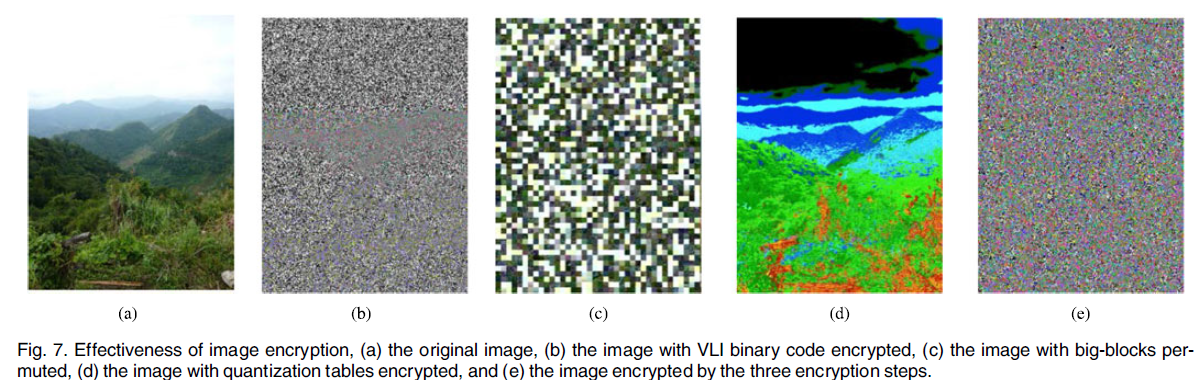 (a) (b) (c) (d) (e)
Fig. 7. Effectiveness of image encryption, (a) the original image, (b) the image with VLI binary code encrypted, (c) the image with big-blocks per-
muted, (d) the image with quantization tables encrypted, and (e) the image encrypted by the three encryption steps.